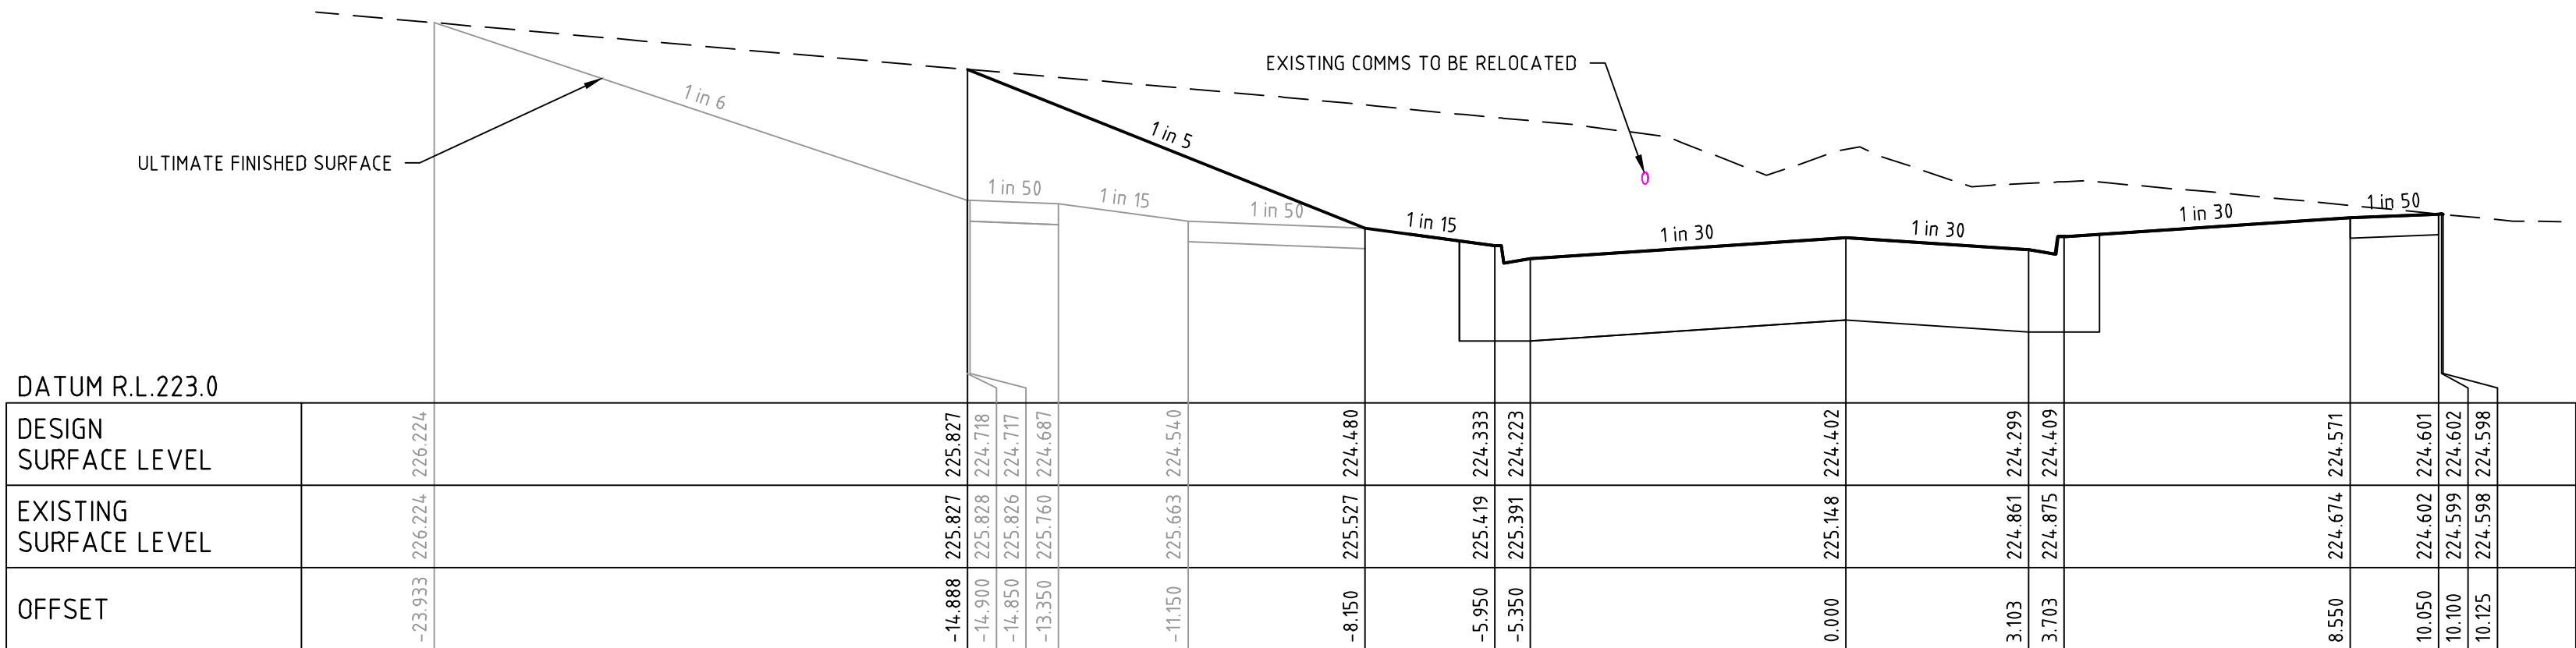 EXISTING COMMS TO BE RELOCATED
1 in 6
1 in 5
ULTIMATE FINISHED SURFACE
1 in 50
1 in 15
1 in 50
1 in 15
1 in 30
1 in 30
1 in 30
1 in 50
DATUM R.L.223.0
DESIGN
SURFACE LEVEL
226.224
225.827
224.718
224.717
224.687
224.540
224.480
224.333
224.223
224.402
224.299
224.409
224.571
224.601
224.602
224.598
EXISTING
SURFACE LEVEL
226.224
225.827
225.828
225.826
225.760
225.663
225.527
225.419
225.391
225.148
224.861
224.875
224.674
224.602
224.599
224.598
OFFSET
-23.933
-14.888
-14.900
-14.850
-13.350
-11.150
-8.150
-5.950
-5.350
0.000
3.103
3.703
8.550
10.050
10.100
10.125